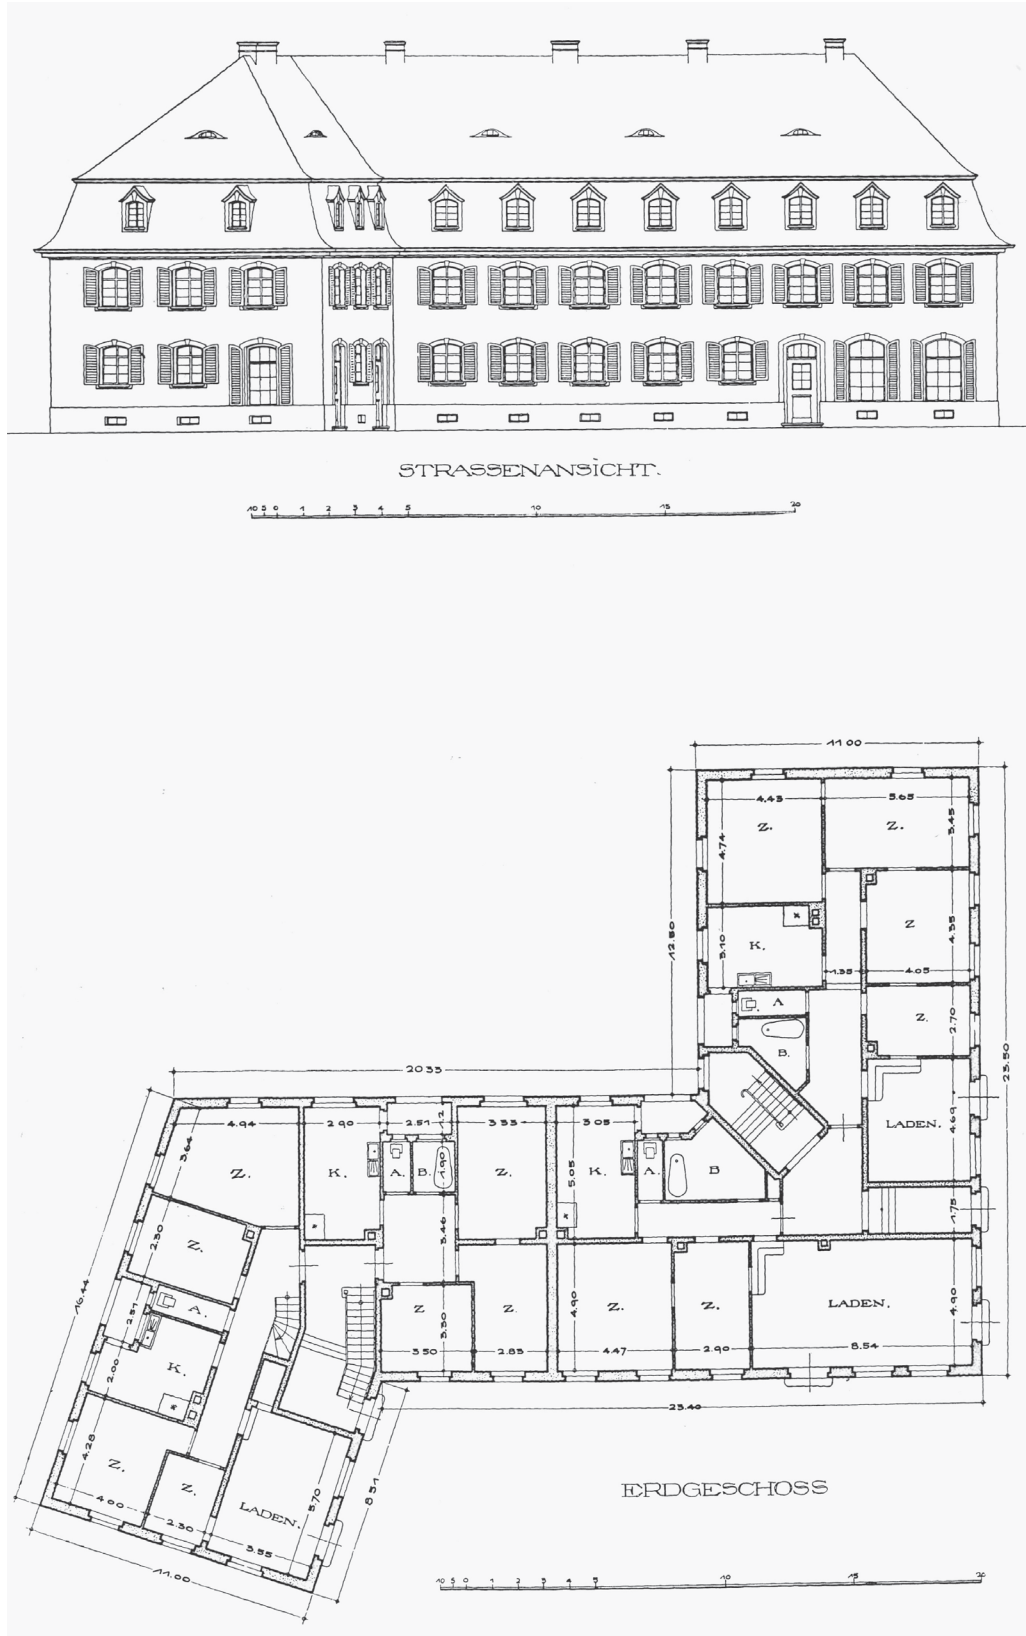 STRASSENANSICHT.
10 5 0 1 2 3 4 5 10 15 20
11 00
4.43 5.65
Z. Z. 3.45
4.74
12.50
K. Z 4.35
3.10
1.35 4.05
A Z. 2.70
B.
23.50
20 33
LADEN. 4.69
4.94 2.90 2.51 1.12 3.33 3.05
3.64
Z. K. A. B. 1.90 Z. K. 5.05 A B
1.75
2.30 Z. 3.46
16.44
A. 2.51
Z 3.30 Z. 4.90 Z. Z. LADEN. 4.90
3.50 2.83 4.47 2.90 8.54
K. 2.00
23.40
4.28 Z. Z. 5.70 8 51
4 00 2.30 LADEN. 3.55
11.00
ERDGESCHOSS
10 5 0 1 2 3 4 5 10 15 20